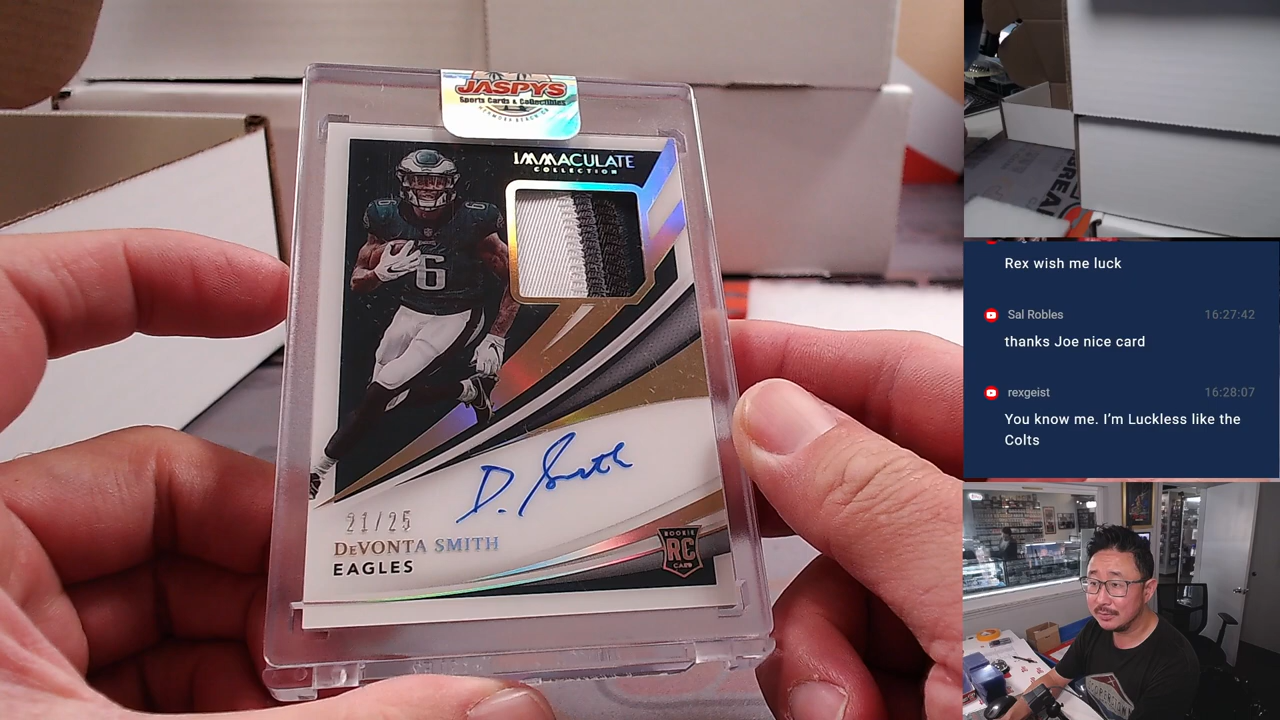 JASPYS
Sports Cards & Collectibles
IMMACULATE
COLLECTION
6
D. Smith
21/25
DeVONTA SMITH
EAGLES
ROOKIE
RC
CARD
Rex wish me luck
Sal Robles 16:27:42
thanks Joe nice card
rexgeist 16:28:07
You know me. I'm Luckless like the
Colts